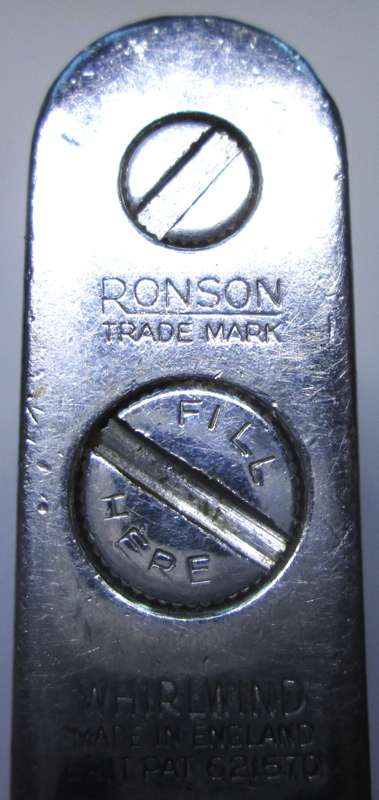 RONSON
TRADE MARK
FILL
HERE
WHIRLWIND
MADE IN ENGLAND
BRIT PAT 621570